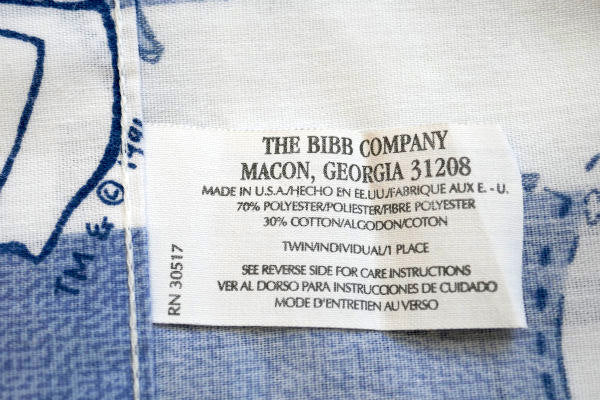 THE BIBB COMPANY
MACON, GEORGIA 31208
MADE IN U.S.A./HECHO EN EE.UU./FABRIQUE AUX E. - U.
70% POLYESTER/POLIESTER/FIBRE POLYESTER
30% COTTON/ALGODON/COTON
TWIN/INDIVIDUAL/1 PLACE
SEE REVERSE SIDE FOR CARE INSTRUCTIONS
VER AL DORSO PARA INSTRUCCIONES DE CUIDADO
MODE D'ENTRETIEN AU VERSO
RN 30517
TM & © 1991